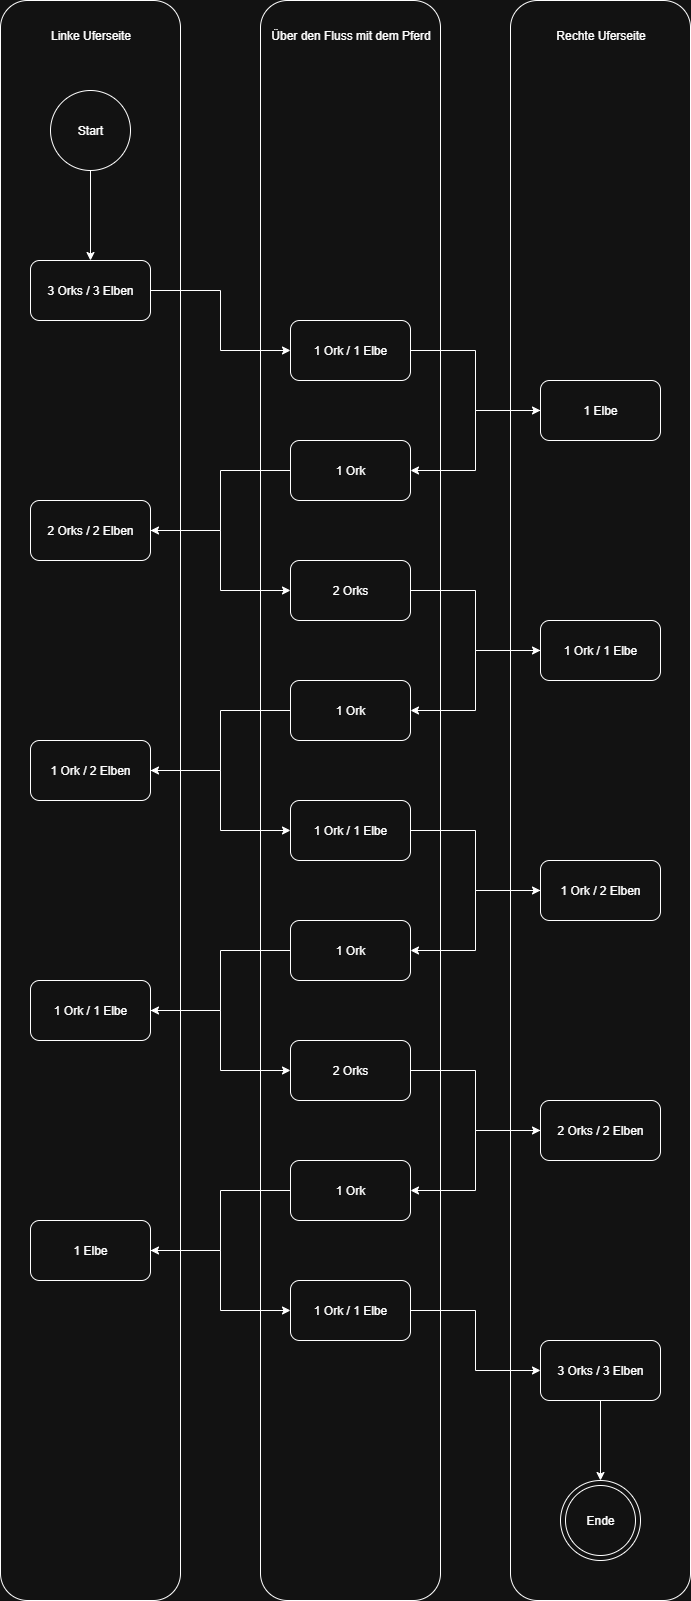 Linke Uferseite
Über den Fluss mit dem Pferd
Rechte Uferseite
Start
3 Orks / 3 Elben
1 Ork / 1 Elbe
1 Elbe
1 Ork
2 Orks / 2 Elben
2 Orks
1 Ork / 1 Elbe
1 Ork
1 Ork / 2 Elben
1 Ork / 1 Elbe
1 Ork / 2 Elben
1 Ork
1 Ork / 1 Elbe
2 Orks
2 Orks / 2 Elben
1 Ork
1 Elbe
1 Ork / 1 Elbe
3 Orks / 3 Elben
Ende